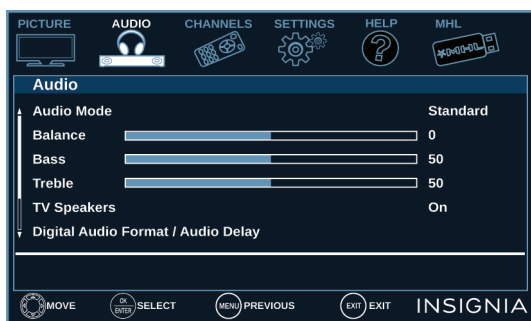 PICTURE AUDIO CHANNELS SETTINGS HELP MHL
MHL
Audio
Audio Mode Standard
Balance 0
Bass 50
Treble 50
TV Speakers On
Digital Audio Format / Audio Delay
MOVE OK ENTER SELECT MENU PREVIOUS EXIT EXIT INSIGNIA